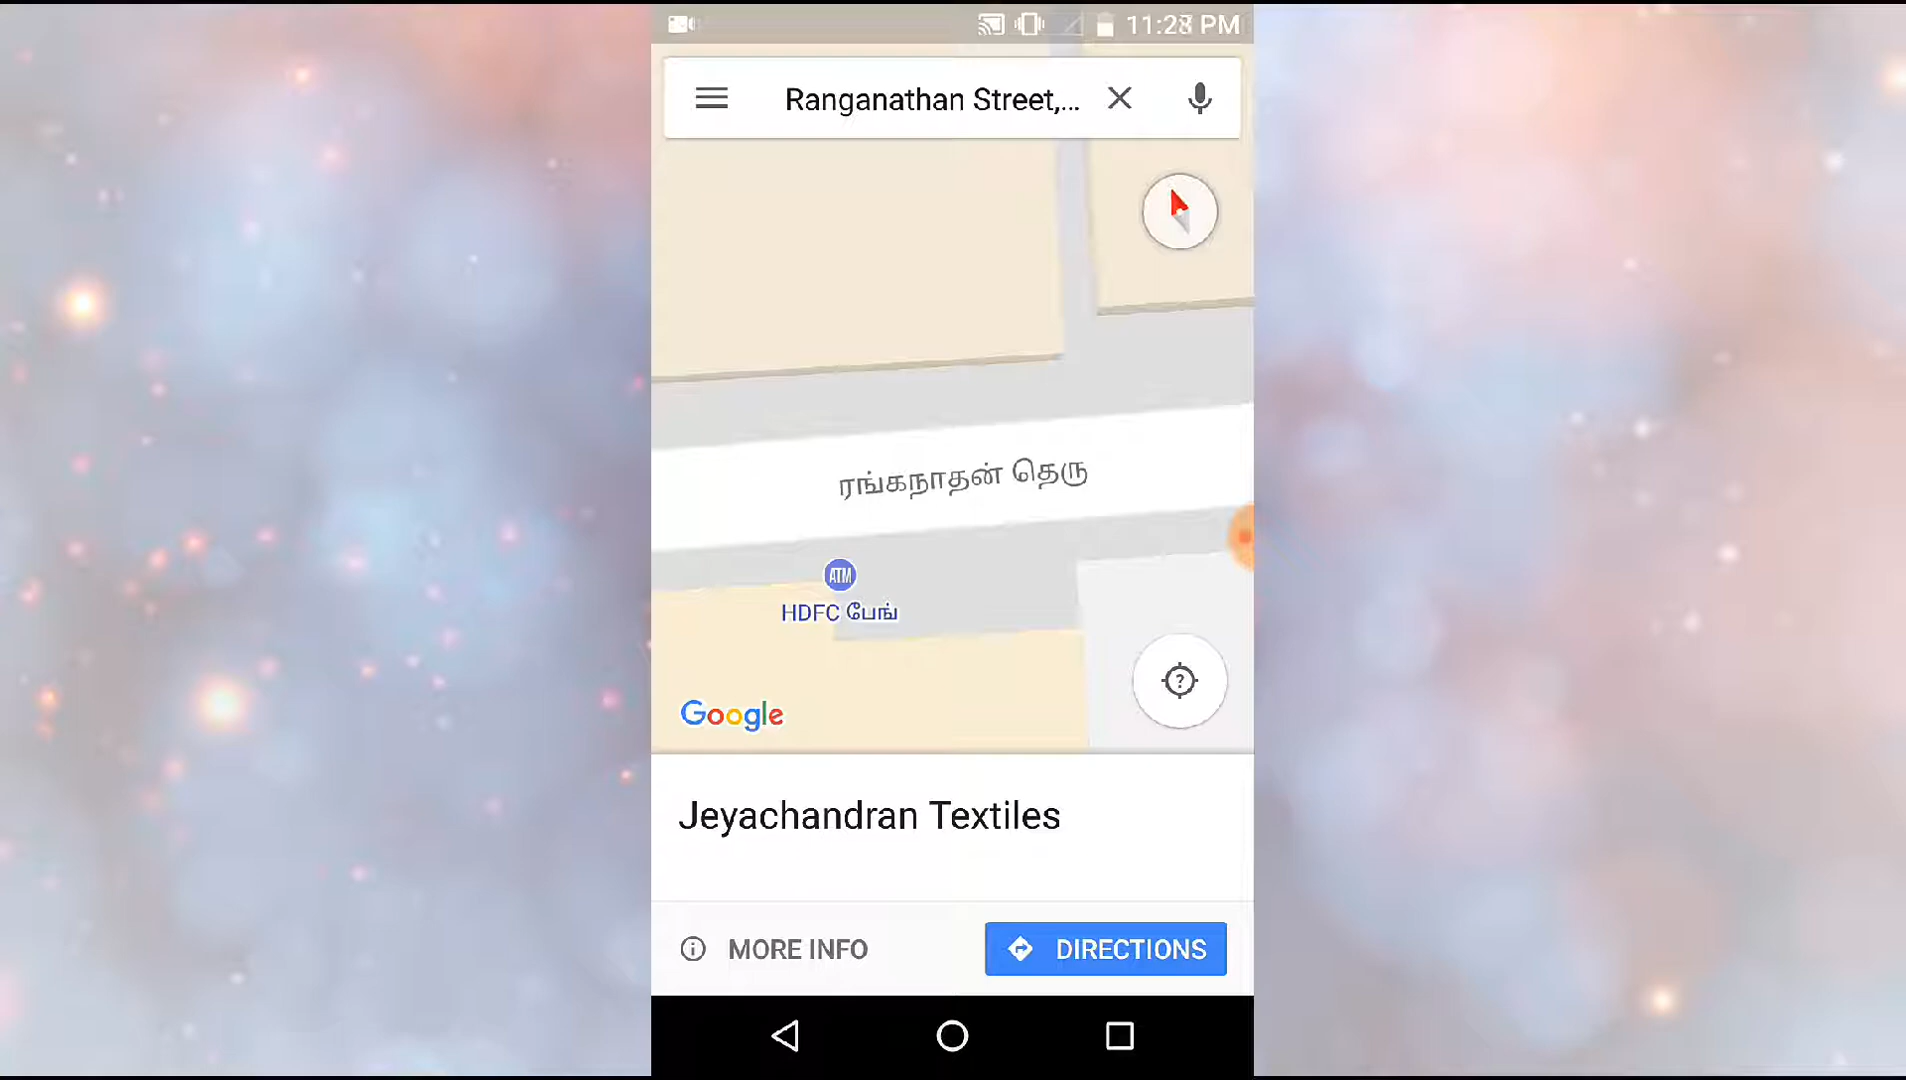 11:28 PM
Ranganathan Street,...
ரங்கநாதன் தெரு
ATM
HDFC பேங்
Google
Jeyachandran Textiles
MORE INFO
DIRECTIONS